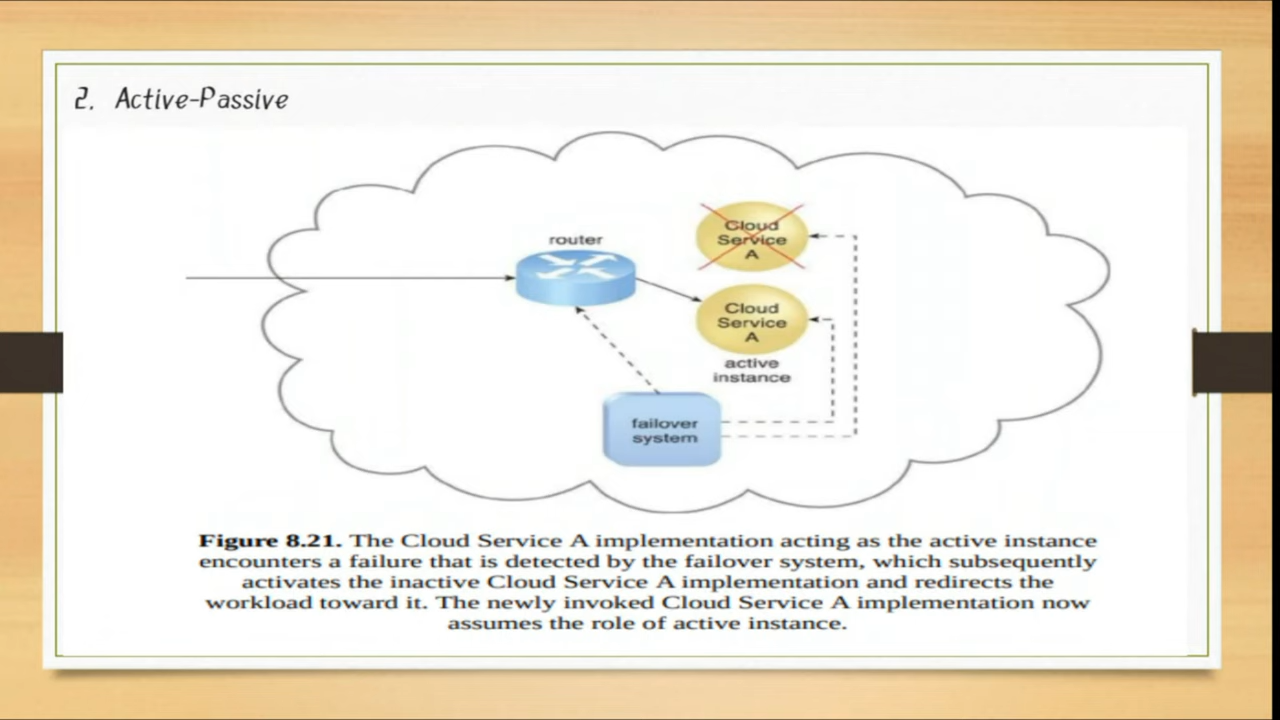 2. Active-Passive
router
Cloud
Service
A
Cloud
Service
A
active
instance
failover
system
Figure 8.21. The Cloud Service A implementation acting as the active instance
encounters a failure that is detected by the failover system, which subsequently
activates the inactive Cloud Service A implementation and redirects the
workload toward it. The newly invoked Cloud Service A implementation now
assumes the role of active instance.